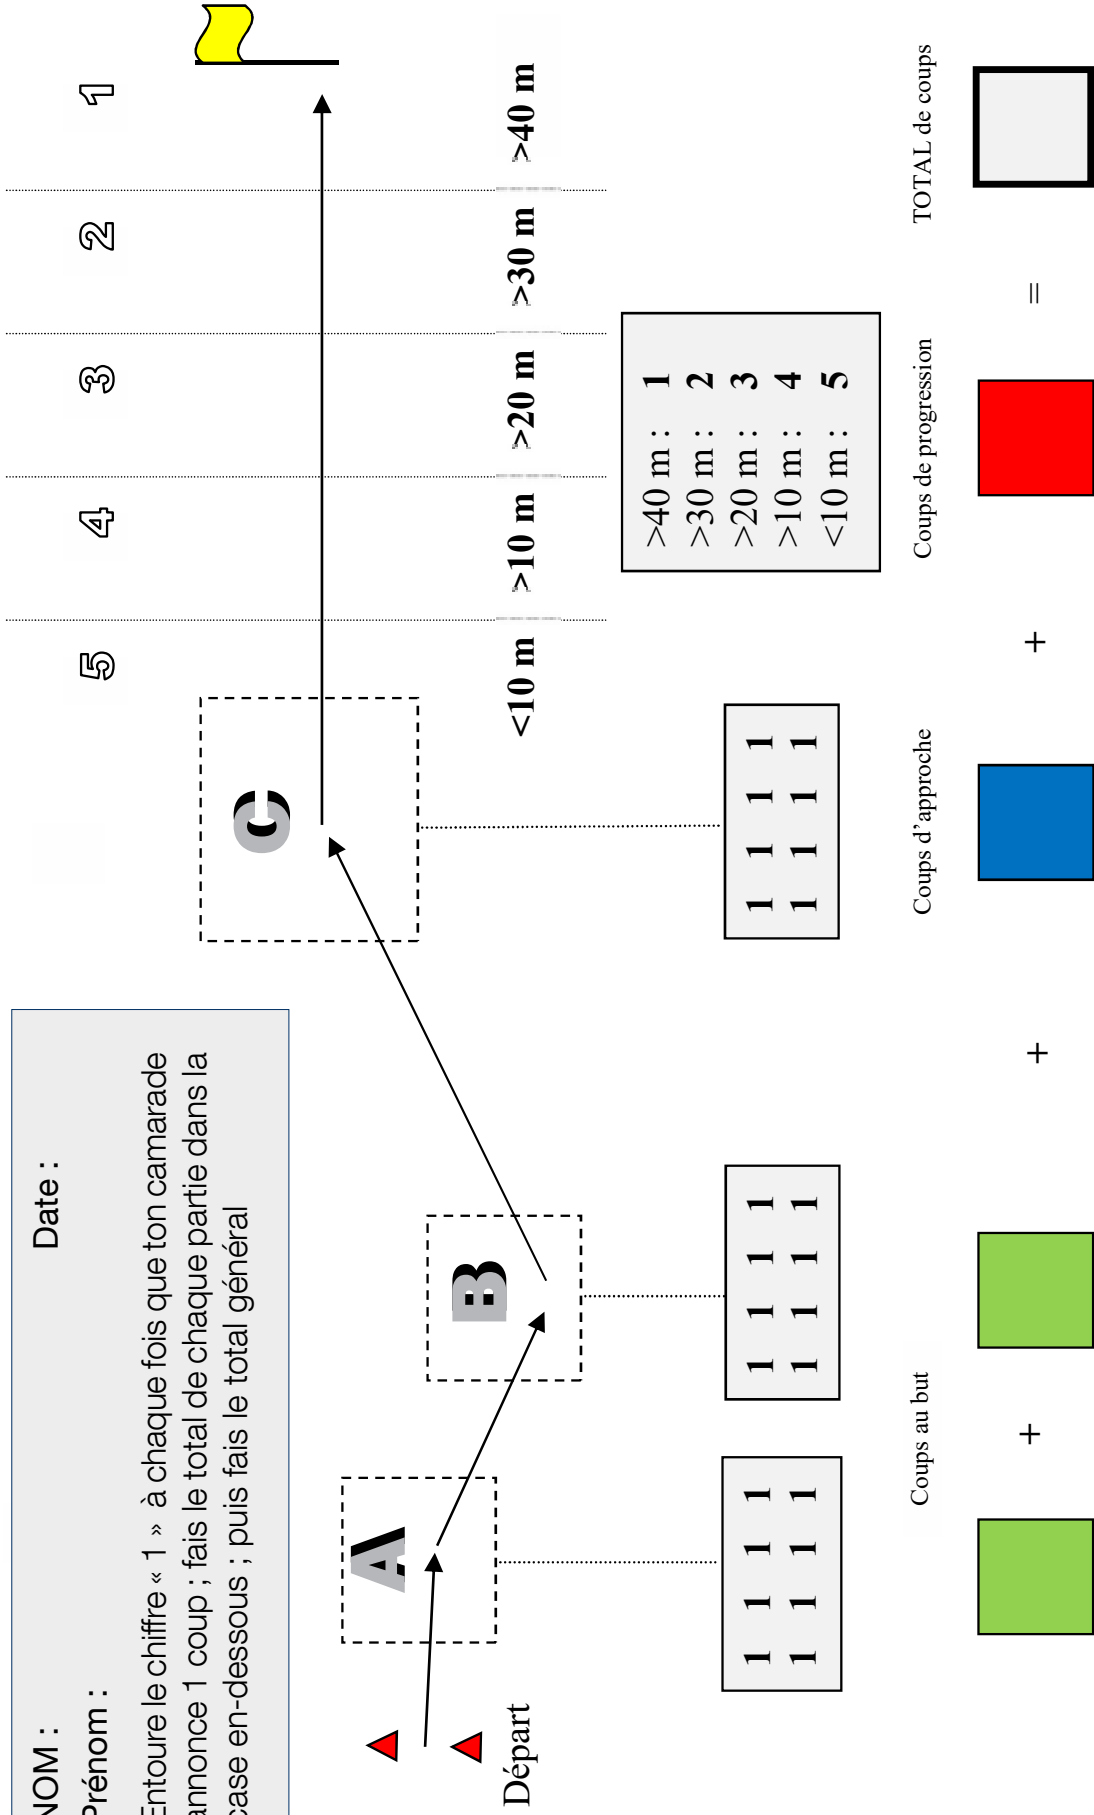 NOM :
Date :
Prénom :
Entoure le chiffre « 1 » à chaque fois que ton camarade
annonce 1 coup ; fais le total de chaque partie dans la
case en-dessous ; puis fais le total général
5 4 3 2 1
C
A
B
Départ
<10 m >10 m >20 m >30 m >40 m
>40 m : 1
>30 m : 2
>20 m : 3
>10 m : 4
<10 m : 5
1 1 1 1
1 1 1 1
1 1 1 1
1 1 1 1
1 1 1 1
1 1 1 1
Coups au but
Coups d’approche
Coups de progression
TOTAL de coups
+ + + =